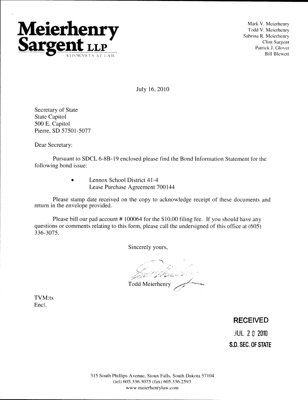 Meierhenry
Sargent LLP
ATTORNEYS AT LAW
Mark V. Meierhenry
Todd V. Meierhenry
Sabrina R. Meierhenry
Clint Sargent
Patrick J. Glover
Bill Blewett
July 16, 2010
Secretary of State
State Capitol
500 E. Capitol
Pierre, SD 57501-5077
Dear Secretary:
Pursuant to SDCL 6-8B-19 enclosed please find the Bond Information Statement for the
following bond issue:
• Lennox School District 41-4
Lease Purchase Agreement 700144
Please stamp date received on the copy to acknowledge receipt of these documents and
return in the envelope provided.
Please bill our pad account # 100064 for the $10.00 filing fee. If you should have any
questions or comments relating to this form, please call the undersigned of this office at (605)
336-3075.
Sincerely yours,
Todd Meierhenry
TVM:ts
Encl.
RECEIVED
JUL 20 2010
S.D. SEC. OF STATE
315 South Phillips Avenue, Sioux Falls, South Dakota 57104
(tel) 605.336.3075 (fax) 605.336.2593
www.meierhenrylaw.com